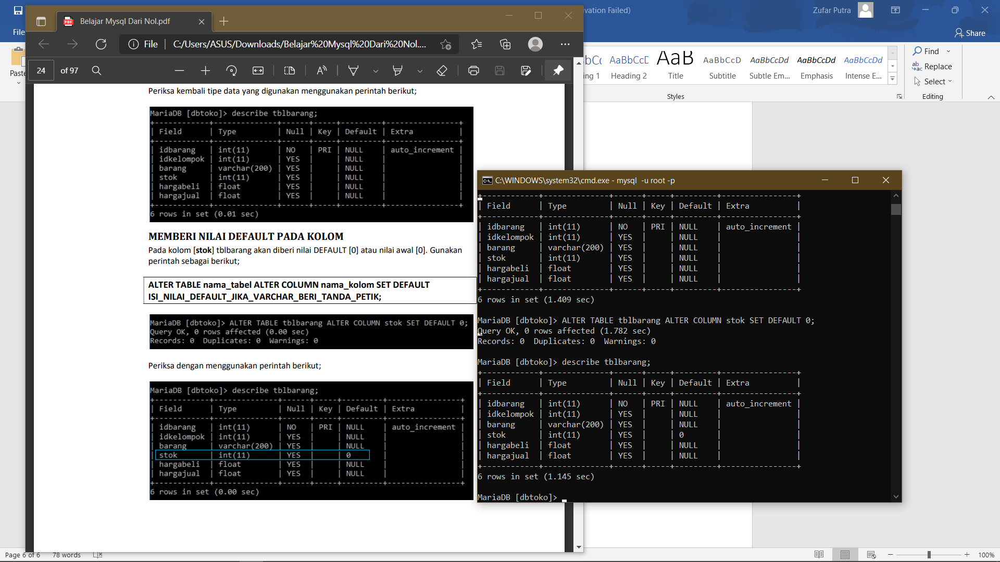 Belajar Mysql Dari Nol.pdf
File
C:/Users/ASUS/Downloads/Belajar%20Mysql%20Dari%20Nol....
24 of 97
Periksa kembali tipe data yang digunakan menggunakan perintah berikut;
MariaDB [dbtoko]> describe tblbarang;
+------------+--------------+------+-----+---------+----------------+
| Field | Type | Null | Key | Default | Extra |
+------------+--------------+------+-----+---------+----------------+
| idbarang | int(11) | NO | PRI | NULL | auto_increment |
| idkelompok | int(11) | YES | | NULL | |
| barang | varchar(200) | YES | | NULL | |
| stok | int(11) | YES | | NULL | |
| hargabeli | float | YES | | NULL | |
| hargajual | float | YES | | NULL | |
+------------+--------------+------+-----+---------+----------------+
6 rows in set (0.01 sec)
MEMBERI NILAI DEFAULT PADA KOLOM
Pada kolom [stok] tblbarang akan diberi nilai DEFAULT [0] atau nilai awal [0]. Gunakan
perintah sebagai berikut;
ALTER TABLE nama_tabel ALTER COLUMN nama_kolom SET DEFAULT
ISI_NILAI_DEFAULT_JIKA_VARCHAR_BERI_TANDA_PETIK;
MariaDB [dbtoko]> ALTER TABLE tblbarang ALTER COLUMN stok SET DEFAULT 0;
Query OK, 0 rows affected (0.00 sec)
Records: 0 Duplicates: 0 Warnings: 0
Periksa dengan menggunakan perintah berikut;
MariaDB [dbtoko]> describe tblbarang;
+------------+--------------+------+-----+---------+----------------+
| Field | Type | Null | Key | Default | Extra |
+------------+--------------+------+-----+---------+----------------+
| idbarang | int(11) | NO | PRI | NULL | auto_increment |
| idkelompok | int(11) | YES | | NULL | |
| barang | varchar(200) | YES | | NULL | |
| stok | int(11) | YES | | 0 | |
| hargabeli | float | YES | | NULL | |
| hargajual | float | YES | | NULL | |
+------------+--------------+------+-----+---------+----------------+
6 rows in set (0.00 sec)
ivation Failed)
Zufar Putra
File
Share
Paste
AaBbCcD AaB AaBbCcD AaBbCcDd AaBbCcDd AaBbCcDd
ing 1 Heading 2 Title Subtitle Subtle Em... Emphasis Intense E...
Styles
Find
Replace
Select
Editing
C:\WINDOWS\system32\cmd.exe - mysql -u root -p
+------------+--------------+------+-----+---------+----------------+
| Field | Type | Null | Key | Default | Extra |
+------------+--------------+------+-----+---------+----------------+
| idbarang | int(11) | NO | PRI | NULL | auto_increment |
| idkelompok | int(11) | YES | | NULL | |
| barang | varchar(200) | YES | | NULL | |
| stok | int(11) | YES | | NULL | |
| hargabeli | float | YES | | NULL | |
| hargajual | float | YES | | NULL | |
+------------+--------------+------+-----+---------+----------------+
6 rows in set (1.409 sec)
MariaDB [dbtoko]> ALTER TABLE tblbarang ALTER COLUMN stok SET DEFAULT 0;
Query OK, 0 rows affected (1.782 sec)
Records: 0 Duplicates: 0 Warnings: 0
MariaDB [dbtoko]> describe tblbarang;
+------------+--------------+------+-----+---------+----------------+
| Field | Type | Null | Key | Default | Extra |
+------------+--------------+------+-----+---------+----------------+
| idbarang | int(11) | NO | PRI | NULL | auto_increment |
| idkelompok | int(11) | YES | | NULL | |
| barang | varchar(200) | YES | | NULL | |
| stok | int(11) | YES | | 0 | |
| hargabeli | float | YES | | NULL | |
| hargajual | float | YES | | NULL | |
+------------+--------------+------+-----+---------+----------------+
6 rows in set (1.145 sec)
MariaDB [dbtoko]>
Page 6 of 6 78 words
100%